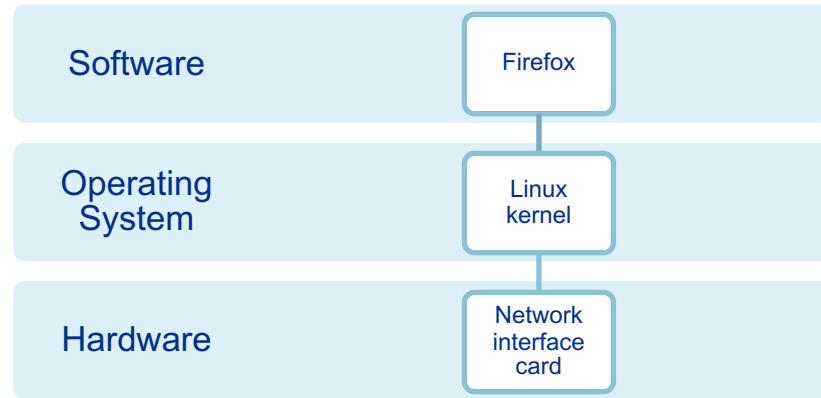 Software
Firefox
Operating
System
Linux
kernel
Hardware
Network
interface
card